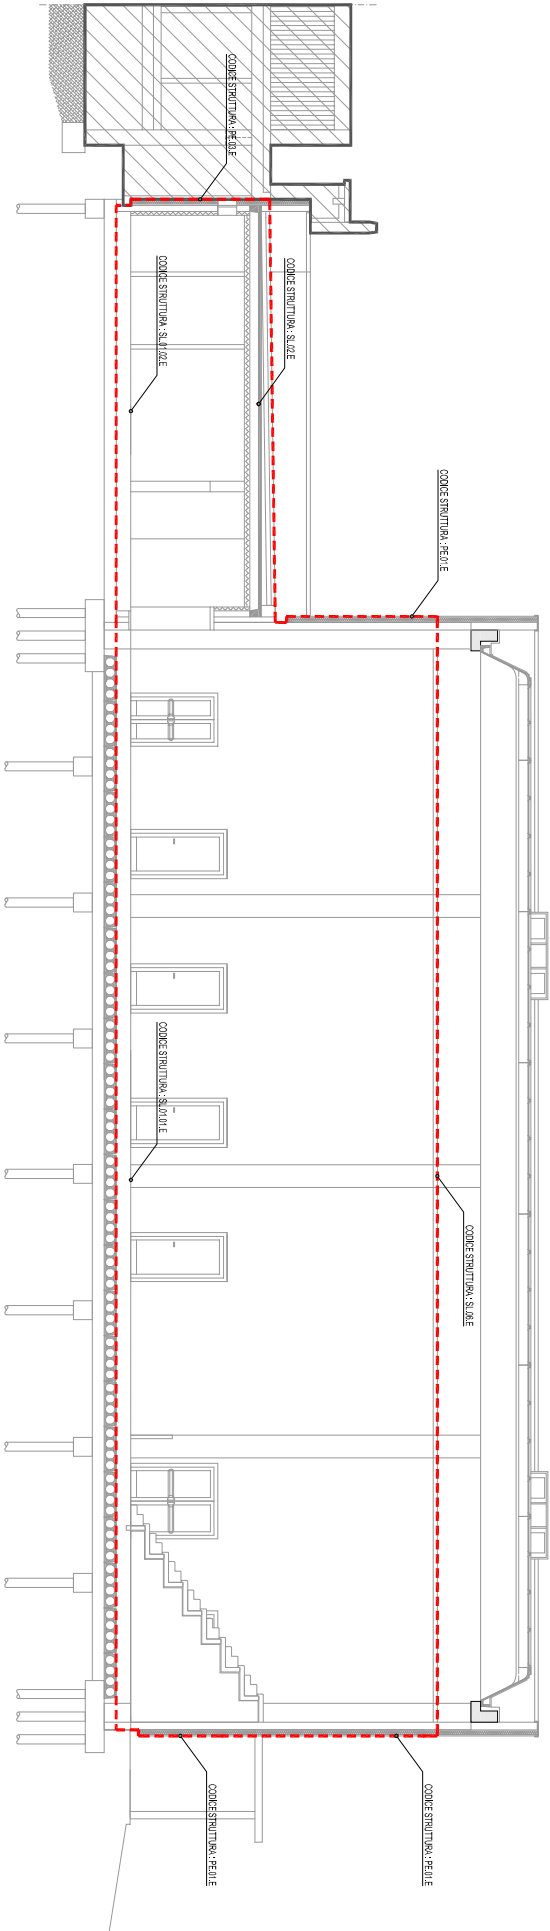 CODICE STRUTTURA : PE.03.E
CODICE STRUTTURA : SL.02.E
CODICE STRUTTURA : SL.01.02.E
CODICE STRUTTURA : PE.01.E
CODICE STRUTTURA : SL.01.01.E
CODICE STRUTTURA : SL.06.E
CODICE STRUTTURA : PE.01.E
CODICE STRUTTURA : PE.01.E